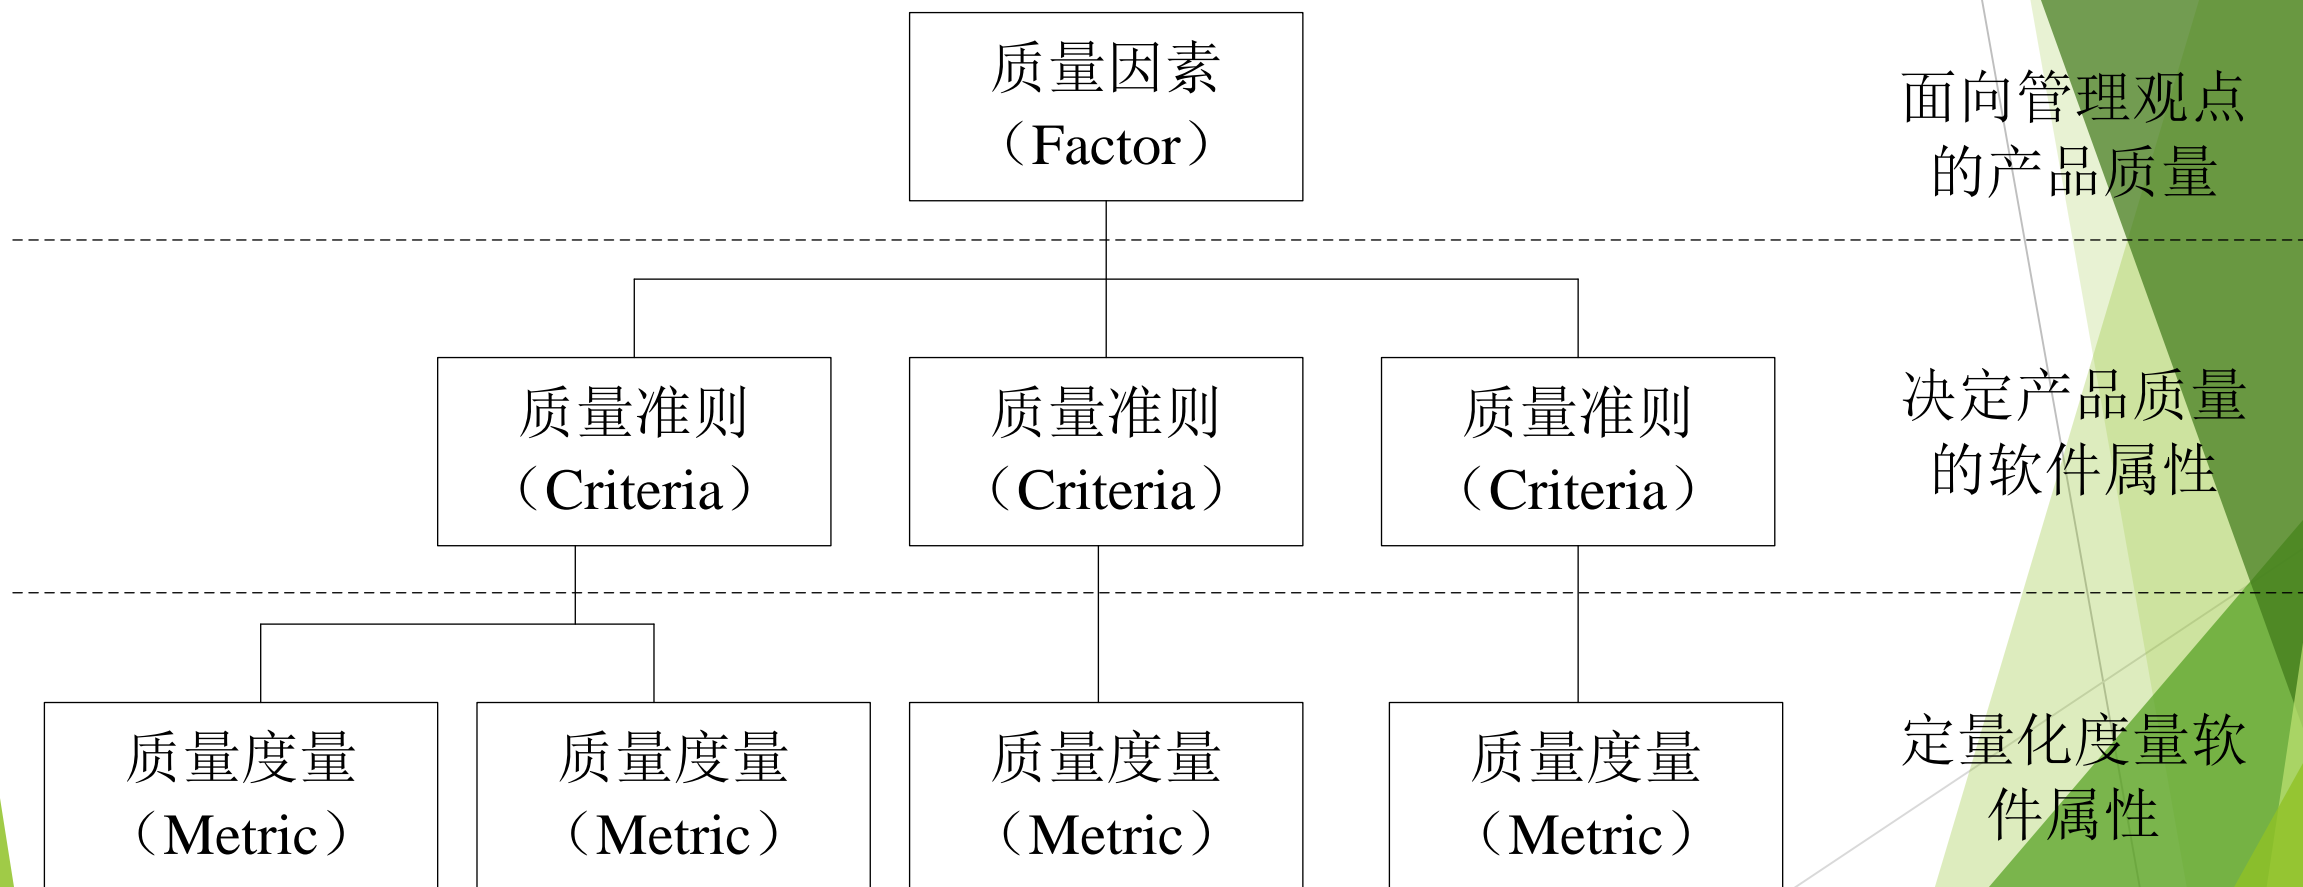 质量因素
（Factor）
面向管理观点
的产品质量
质量准则
（Criteria）
质量准则
（Criteria）
质量准则
（Criteria）
决定产品质量
的软件属性
质量度量
（Metric）
质量度量
（Metric）
质量度量
（Metric）
质量度量
（Metric）
定量化度量软
件属性